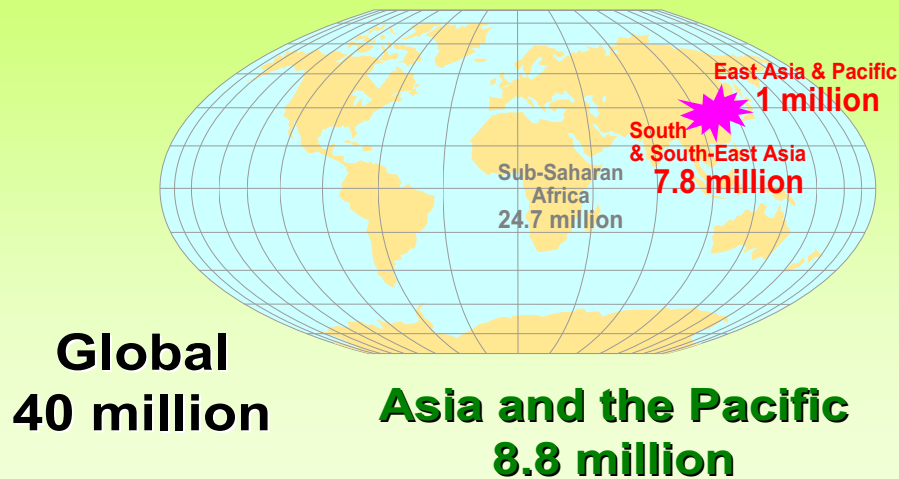 East Asia & Pacific
1 million
South
& South-East Asia
7.8 million
Sub-Saharan
Africa
24.7 million
Global
40 million
Asia and the Pacific
8.8 million